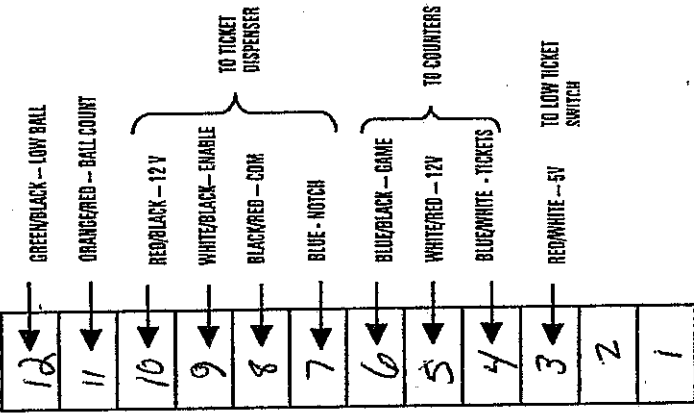 12 GREEN/BLACK – LOW BALL
11 ORANGE/RED – BALL COUNT
10 RED/BLACK – 12 V
9 WHITE/BLACK – ENABLE
8 BLACK/RED – COM
7 BLUE - NOTCH
TO TICKET
DISPENSER
6 BLUE/BLACK – GAME
5 WHITE/RED – 12V
4 BLUE/WHITE - TICKETS
TO COUNTERS
3 RED/WHITE – 5V
TO LOW TICKET
SWITCH
2
1